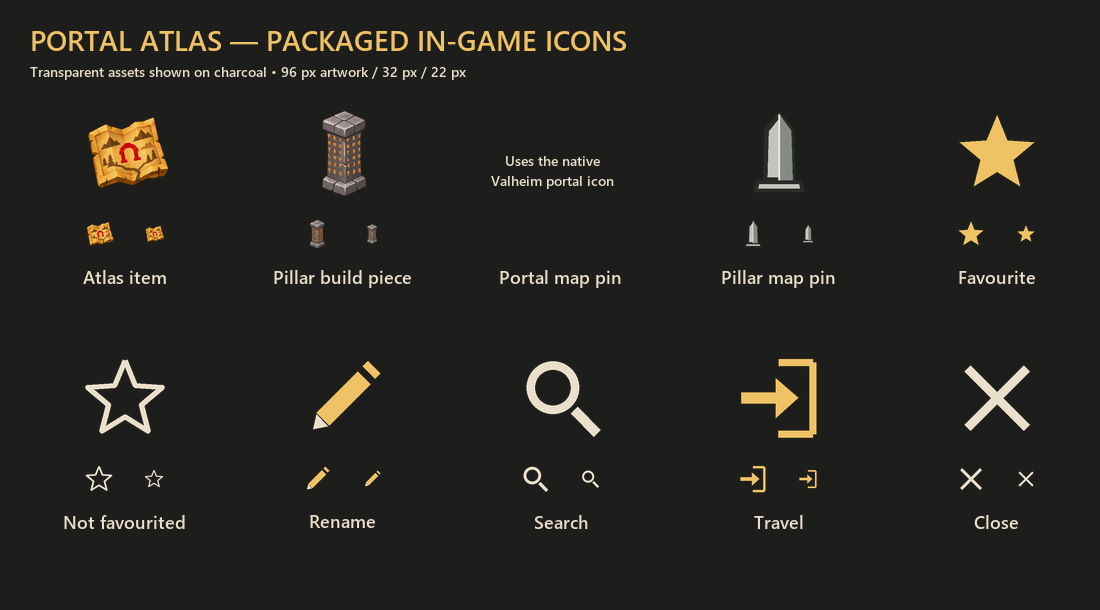 PORTAL ATLAS — PACKAGED IN-GAME ICONS
Transparent assets shown on charcoal • 96 px artwork / 32 px / 22 px
Uses the native
Valheim portal icon
Atlas item
Pillar build piece
Portal map pin
Pillar map pin
Favourite
Not favourited
Rename
Search
Travel
Close